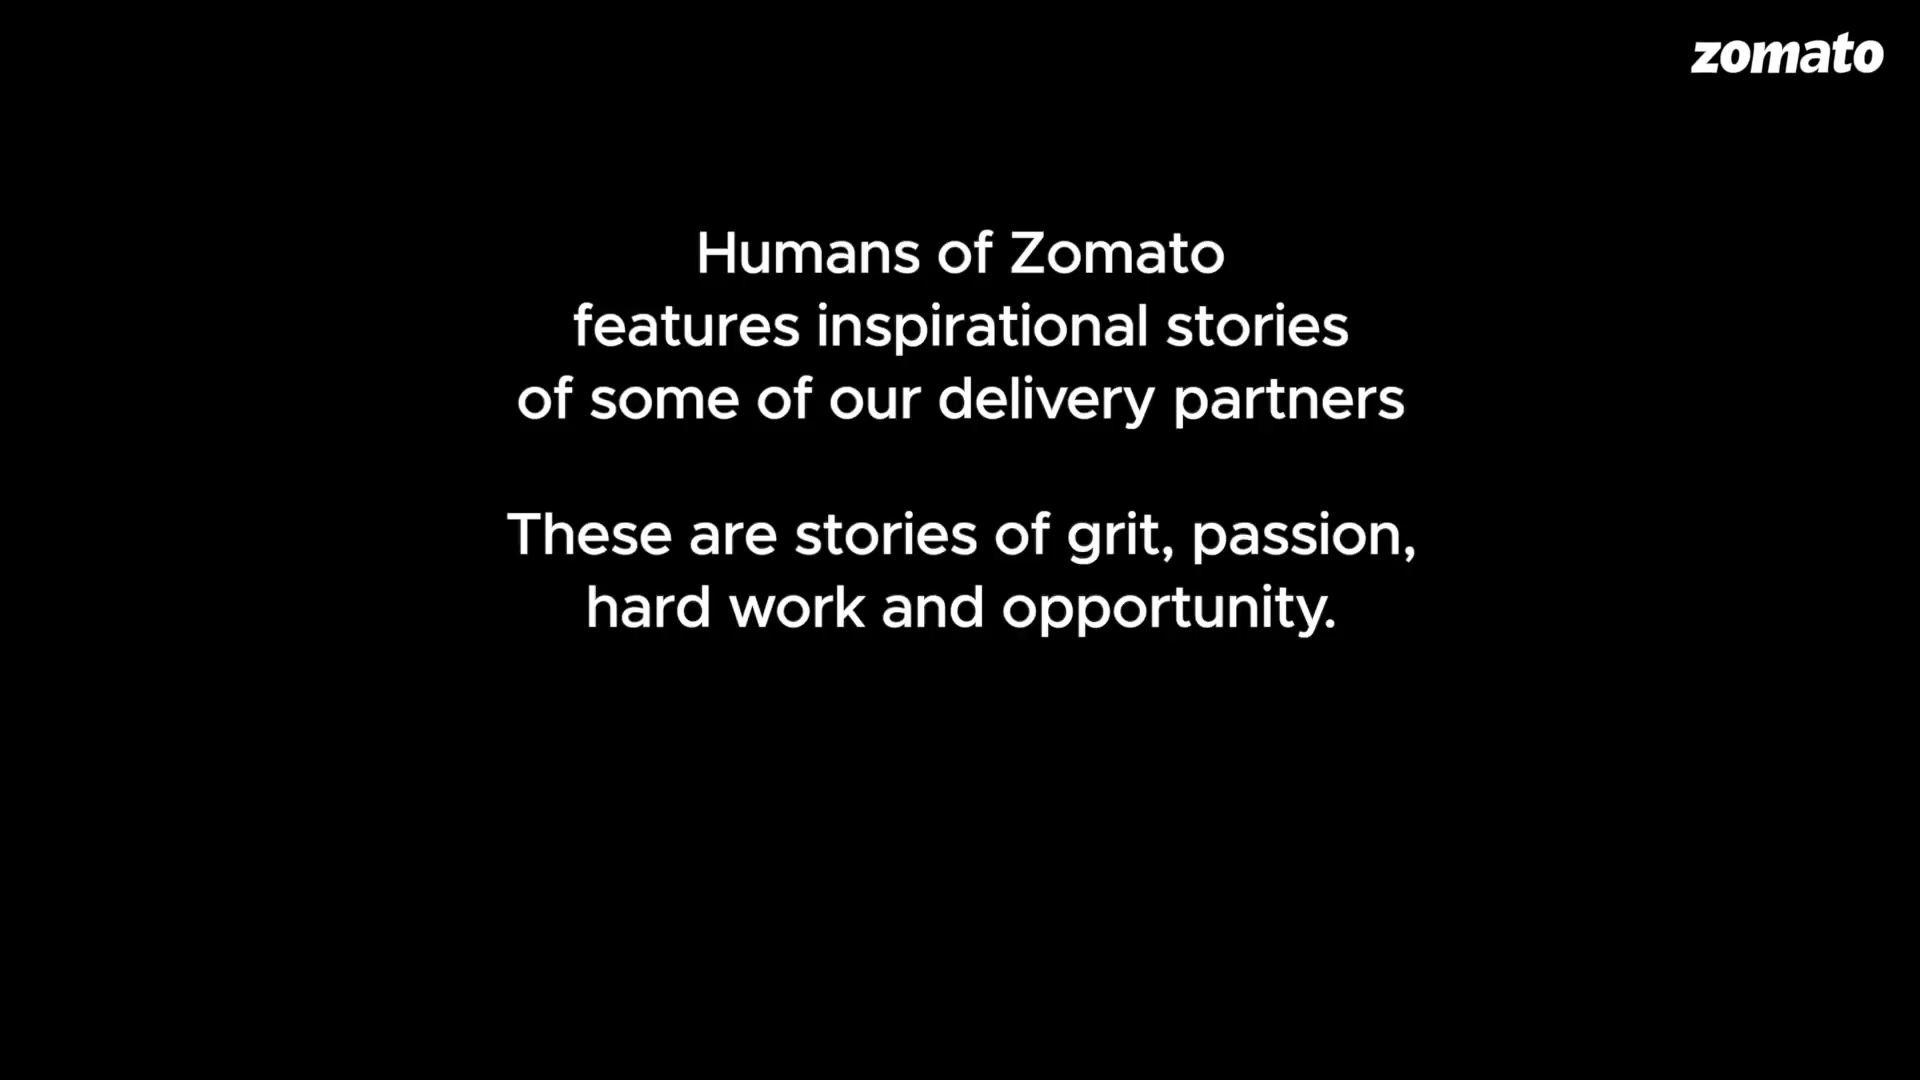 zomato
Humans of Zomato
features inspirational stories
of some of our delivery partners
These are stories of grit, passion,
hard work and opportunity.